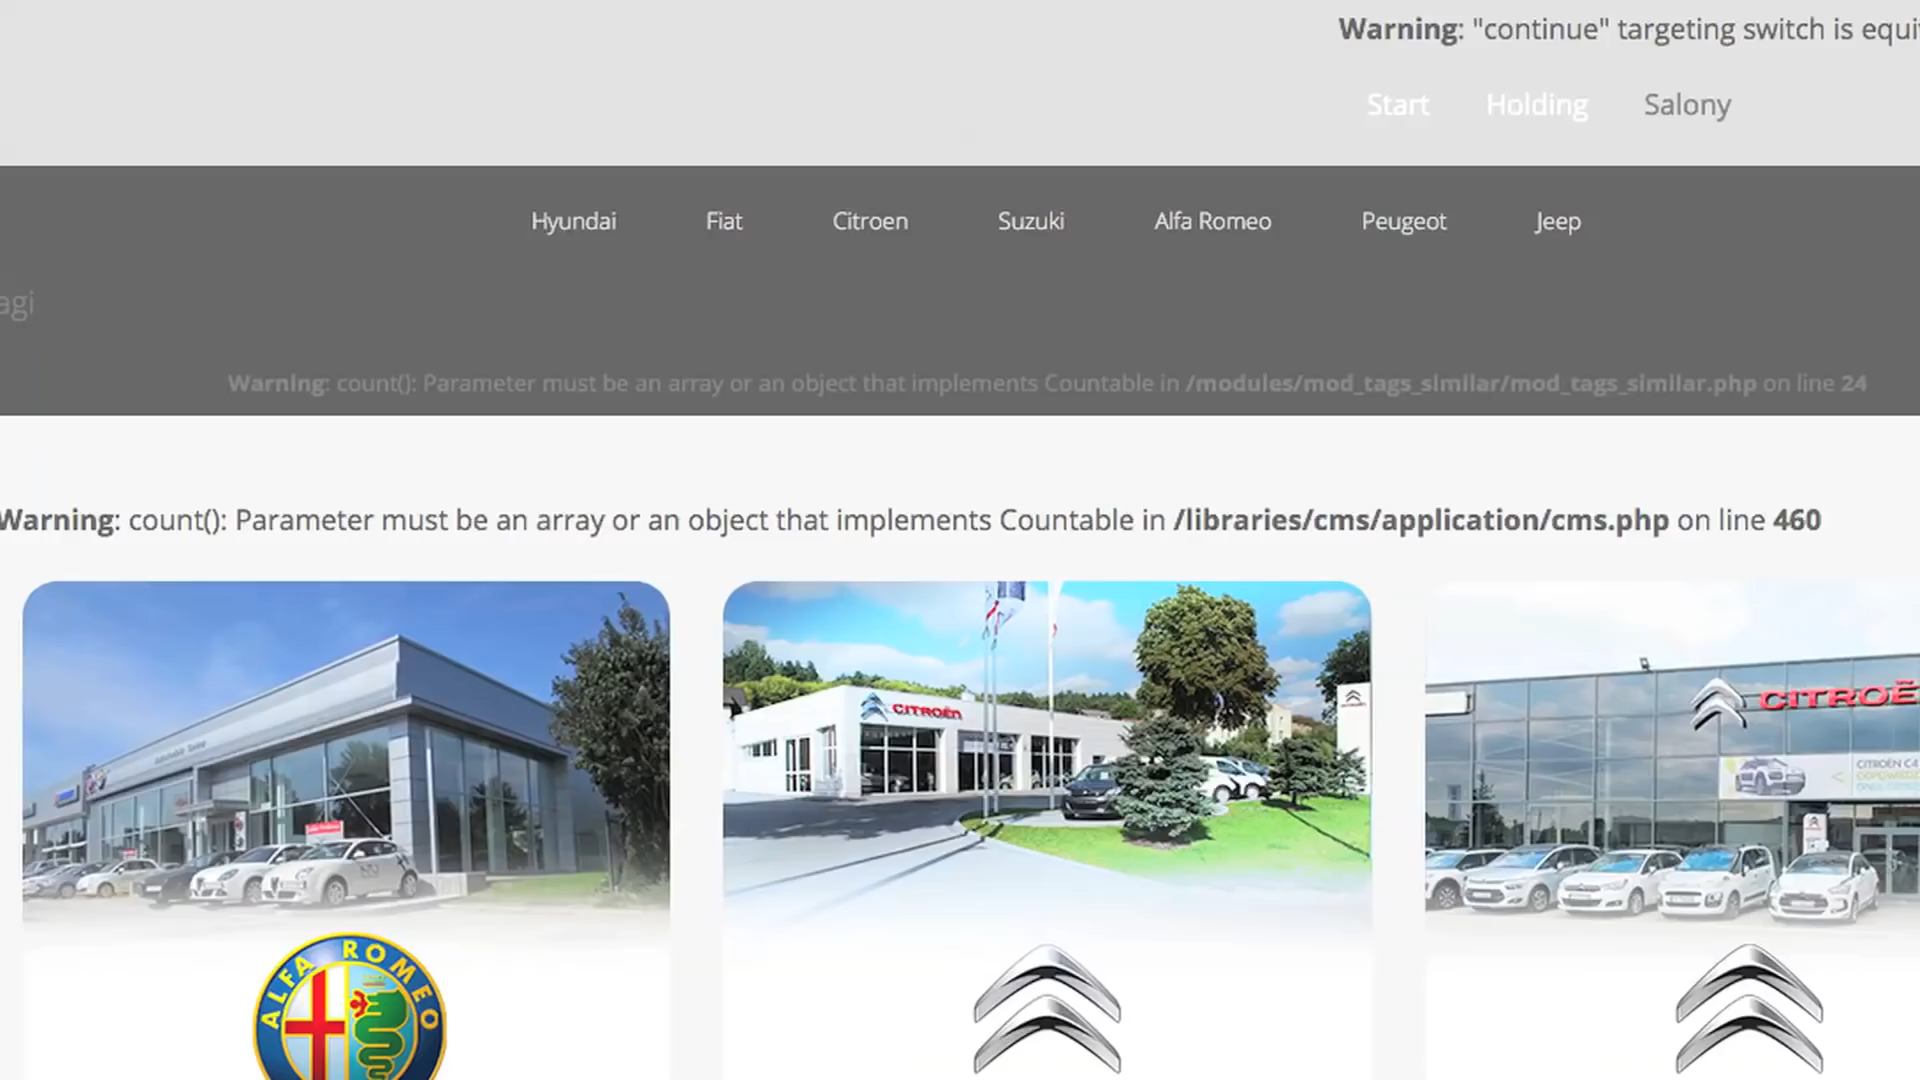 Warning: "continue" targeting switch is equi
Start Holding Salony
Hyundai Fiat Citroen Suzuki Alfa Romeo Peugeot Jeep
agi
Warning: count(): Parameter must be an array or an object that implements Countable in /modules/mod_tags_similar/mod_tags_similar.php on line 24
Warning: count(): Parameter must be an array or an object that implements Countable in /libraries/cms/application/cms.php on line 460
CITROËN
CITROË
CITROËN C4
ALFA ROMEO